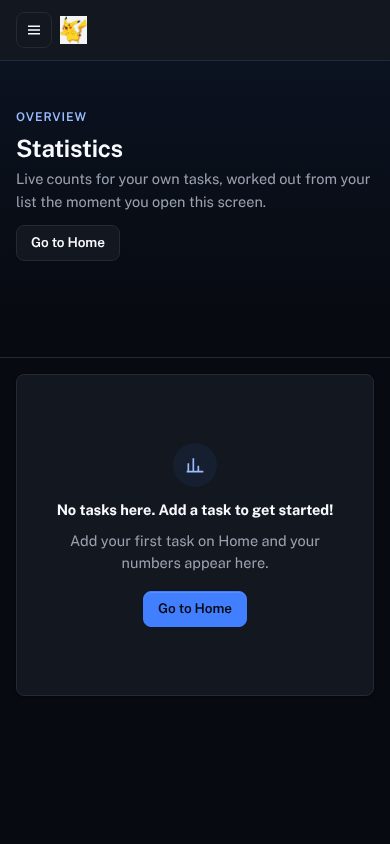 OVERVIEW
Statistics
Live counts for your own tasks, worked out from your
list the moment you open this screen.
Go to Home
No tasks here. Add a task to get started!
Add your first task on Home and your
numbers appear here.
Go to Home